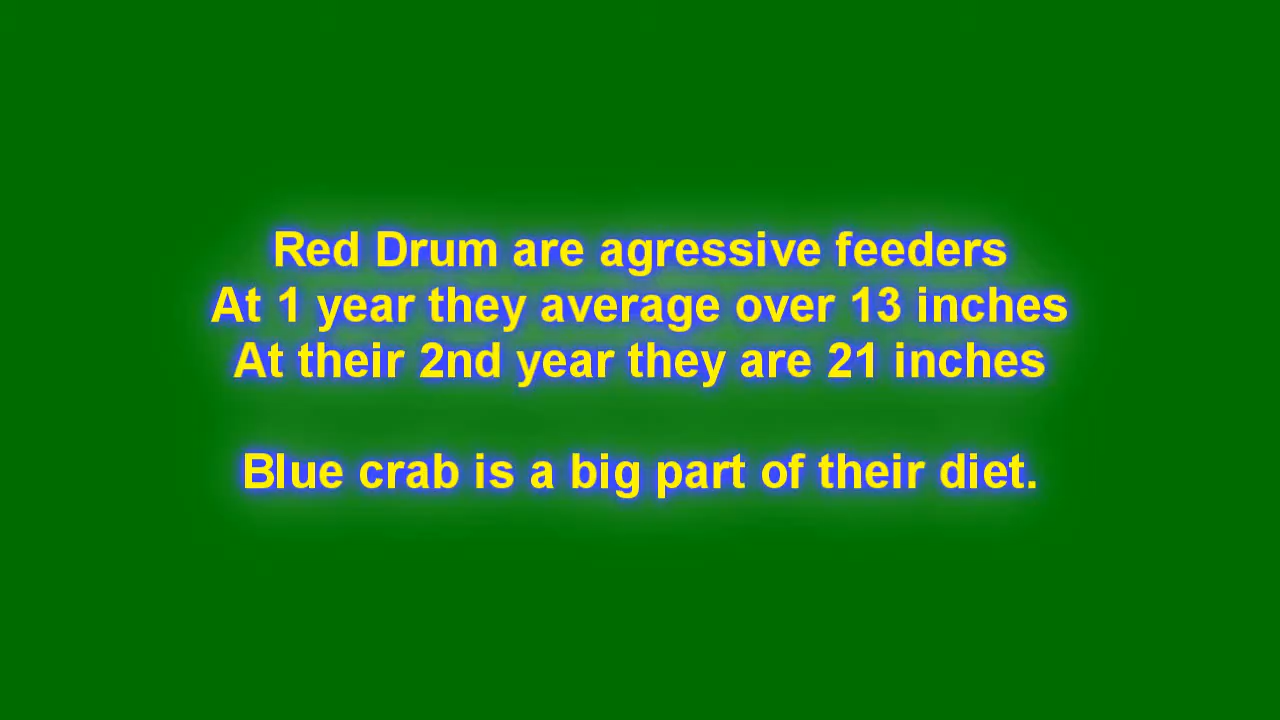 Red Drum are agressive feeders
At 1 year they average over 13 inches
At their 2nd year they are 21 inches
Blue crab is a big part of their diet.